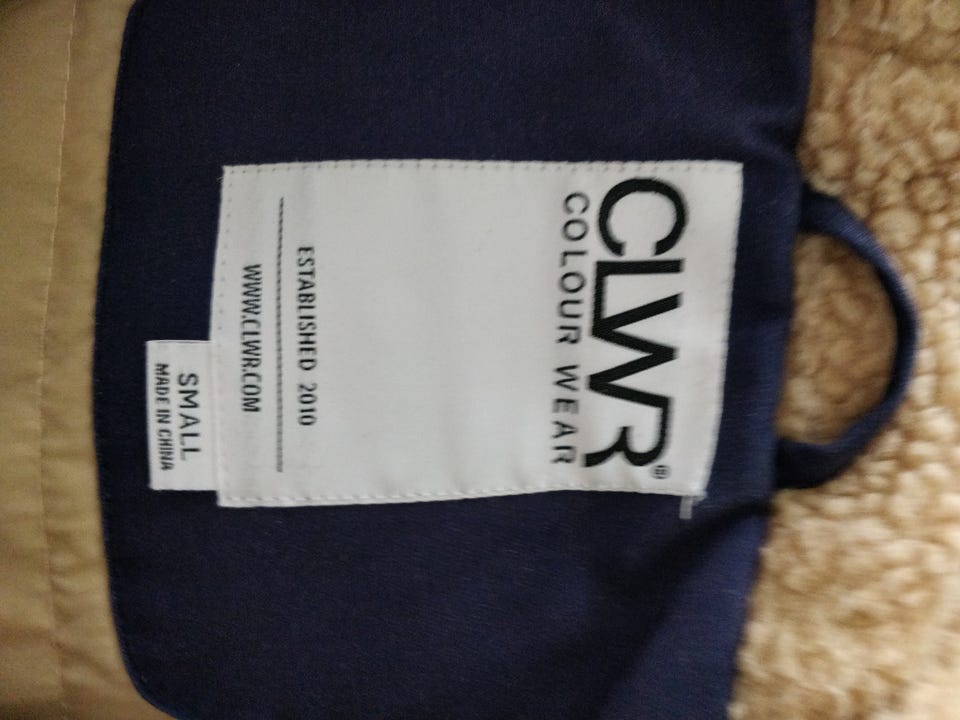 CLWR®
COLOUR WEAR
ESTABLISHED 2010
WWW.CLWR.COM
SMALL
MADE IN CHINA